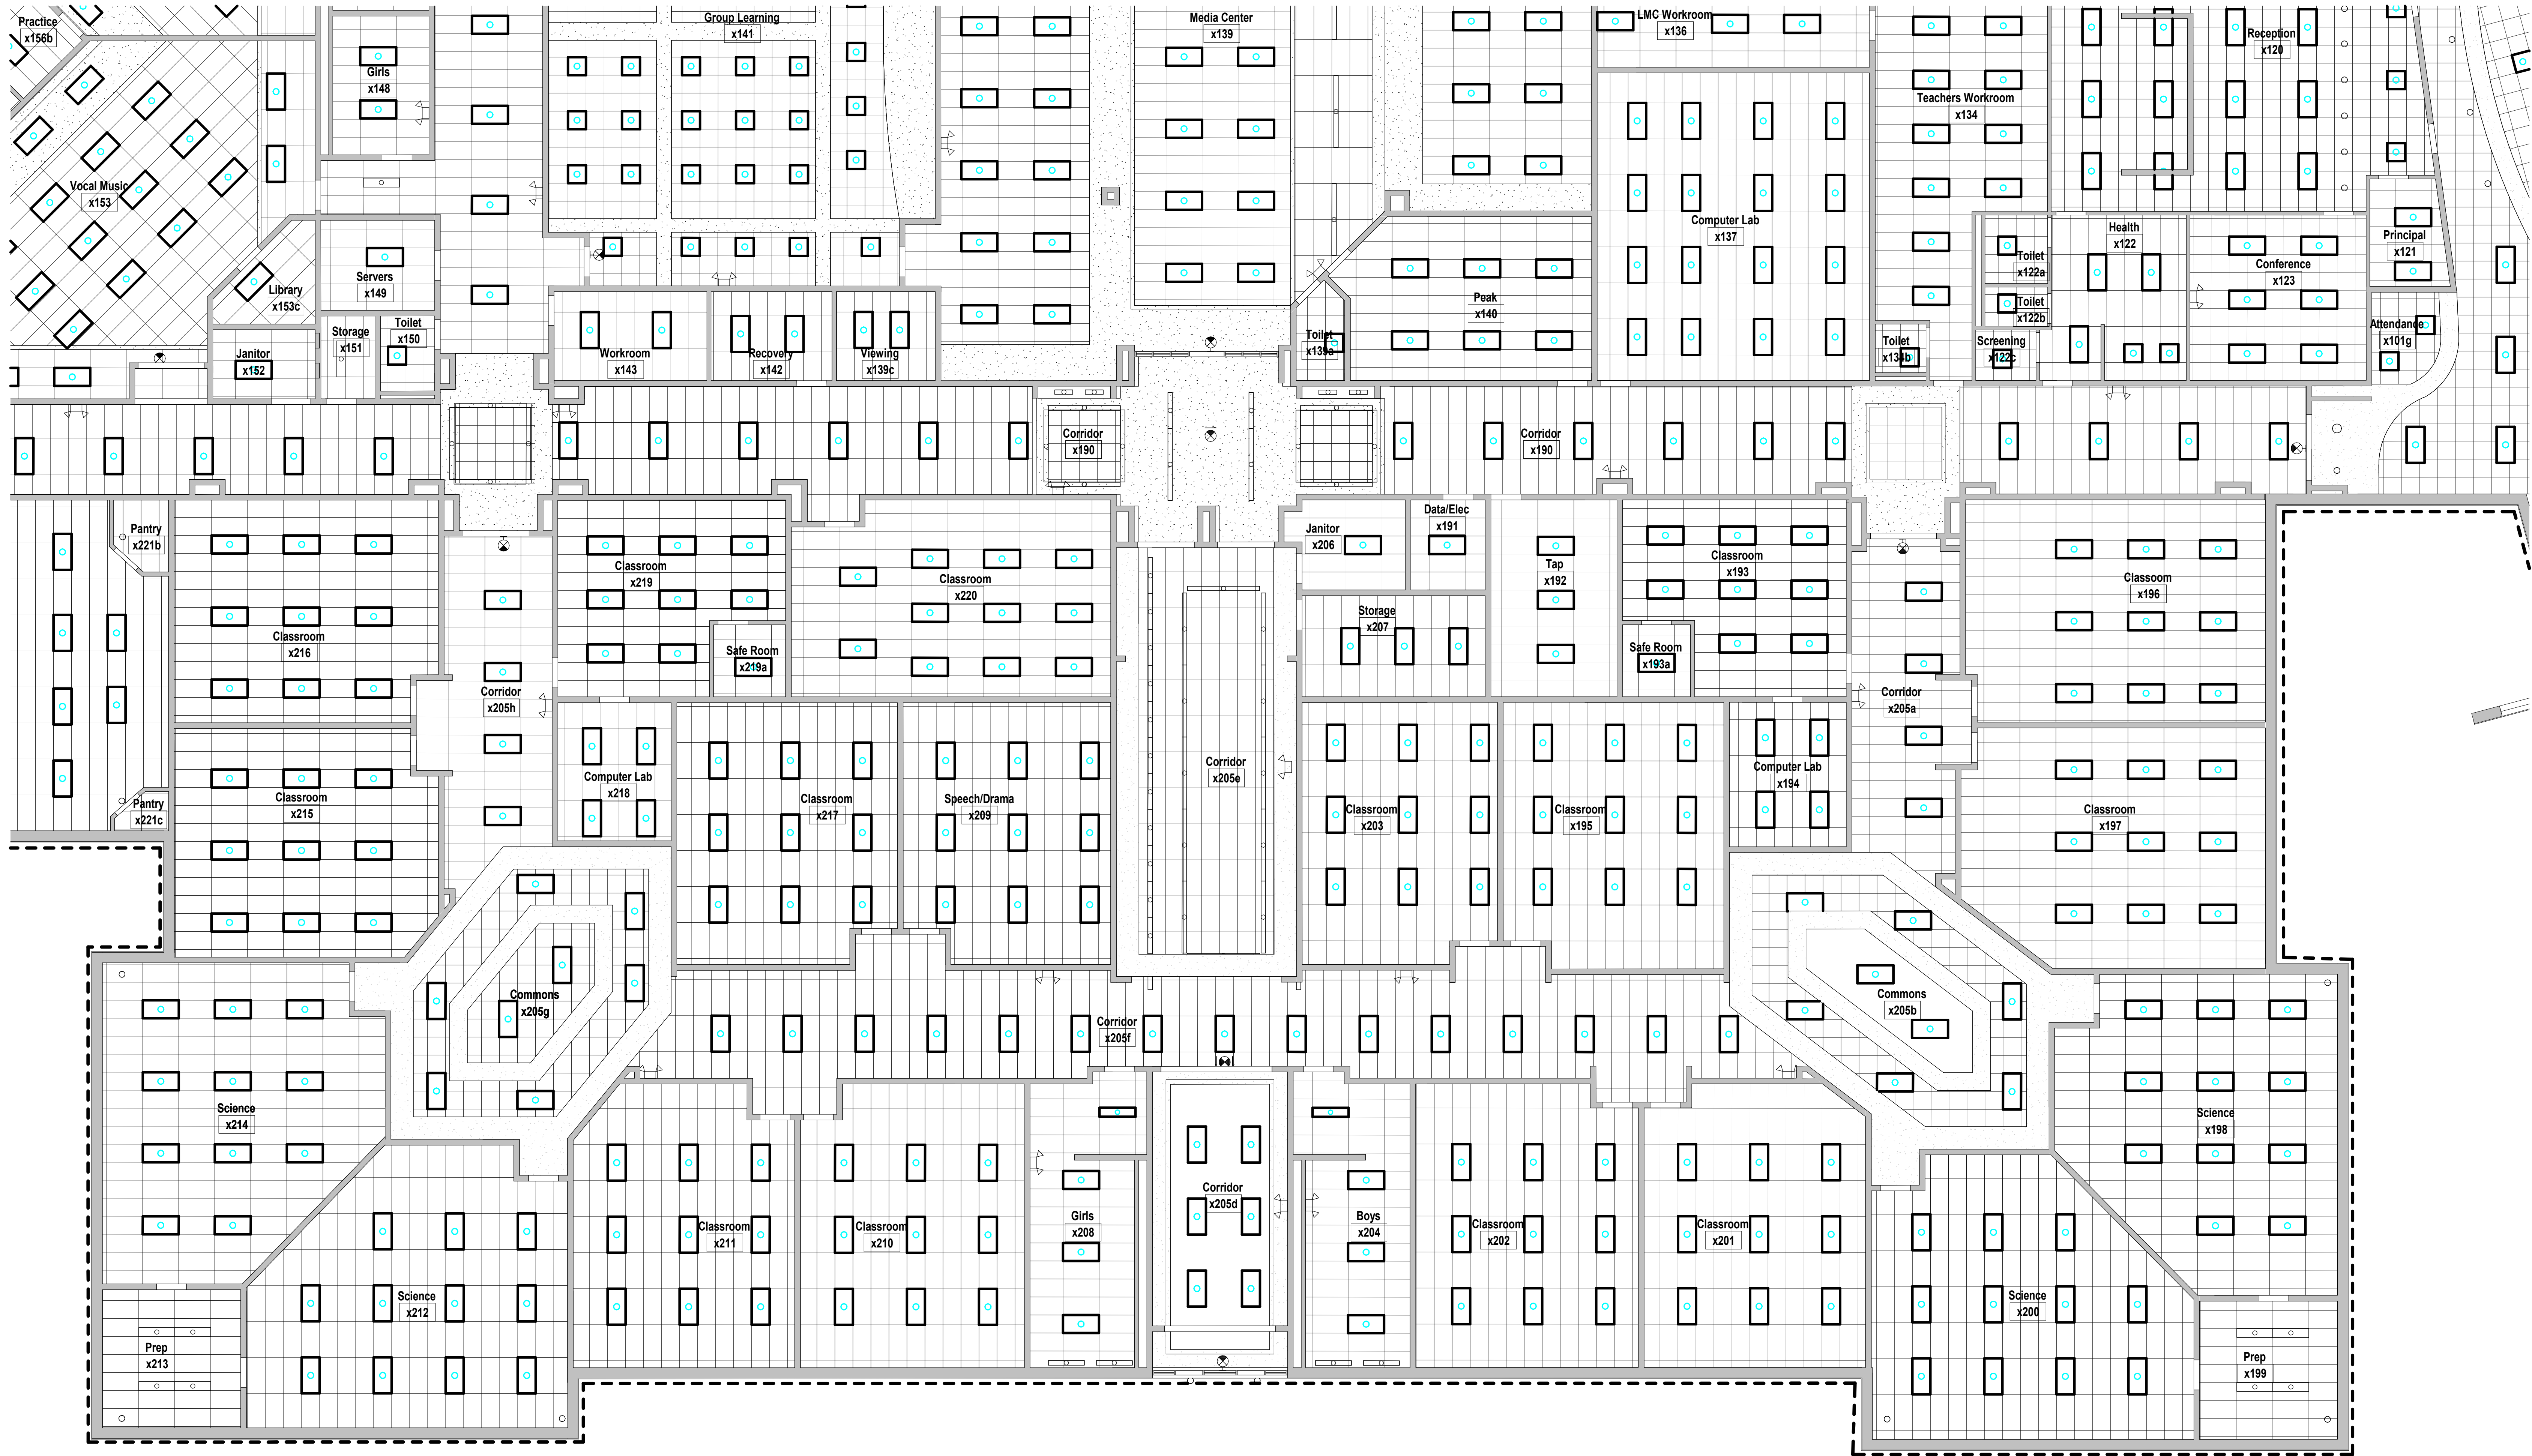 Practice
x156b
Group Learning
x141
Media Center
x139
LMC Workroom
x136
Reception
x120
Girls
x148
Teachers Workroom
x134
Vocal Music
x153
Computer Lab
x137
Health
x122
Principal
x121
Toilet
x122a
Conference
x123
Servers
x149
Library
x153c
Peak
x140
Toilet
x122b
Storage
x151
Toilet
x150
Attendance
x101g
Janitor
x152
Workroom
x143
Recovery
x142
Viewing
x139c
Toilet
x139a
Toilet
x134b
Screening
x122c
Corridor
x190
Corridor
x190
Pantry
x221b
Janitor
x206
Data/Elec
x191
Classroom
x219
Classroom
x220
Tap
x192
Classroom
x193
Classoom
x196
Storage
x207
Classroom
x216
Safe Room
x219a
Safe Room
x193a
Corridor
x205h
Corridor
x205a
Corridor
x205e
Computer Lab
x218
Computer Lab
x194
Pantry
x221c
Classroom
x215
Classroom
x217
Speech/Drama
x209
Classroom
x203
Classroom
x195
Classroom
x197
Commons
x205g
Commons
x205b
Corridor
x205f
Science
x214
Science
x198
Corridor
x205d
Classroom
x211
Classroom
x210
Girls
x208
Boys
x204
Classroom
x202
Classroom
x201
Science
x212
Science
x200
Prep
x213
Prep
x199